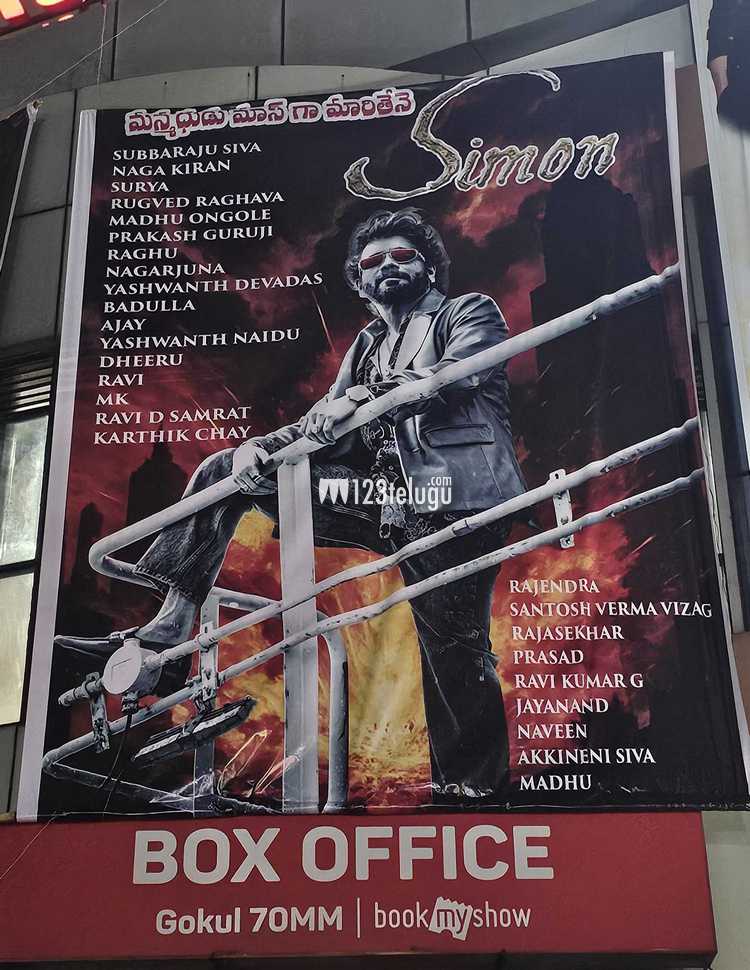 మన్మధుడు మాస్ గా మారితేనె
Simon
SUBBARAJU SIVA
NAGA KIRAN
SURYA
RUGVED RAGHAVA
MADHU ONGOLE
PRAKASH GURUJI
RAGHU
NAGARJUNA
YASHWANTH DEVADAS
BADULLA
AJAY
YASHWANTH NAIDU
DHEERU
RAVI
MK
RAVI D SAMRAT
KARTHIK CHAY
123telugu.com
RAJENDRA
SANTOSH VERMA VIZAG
RAJASEKHAR
PRASAD
RAVI KUMAR G
JAYANAND
NAVEEN
AKKINENI SIVA
MADHU
BOX OFFICE
Gokul 70MM | bookmyshow